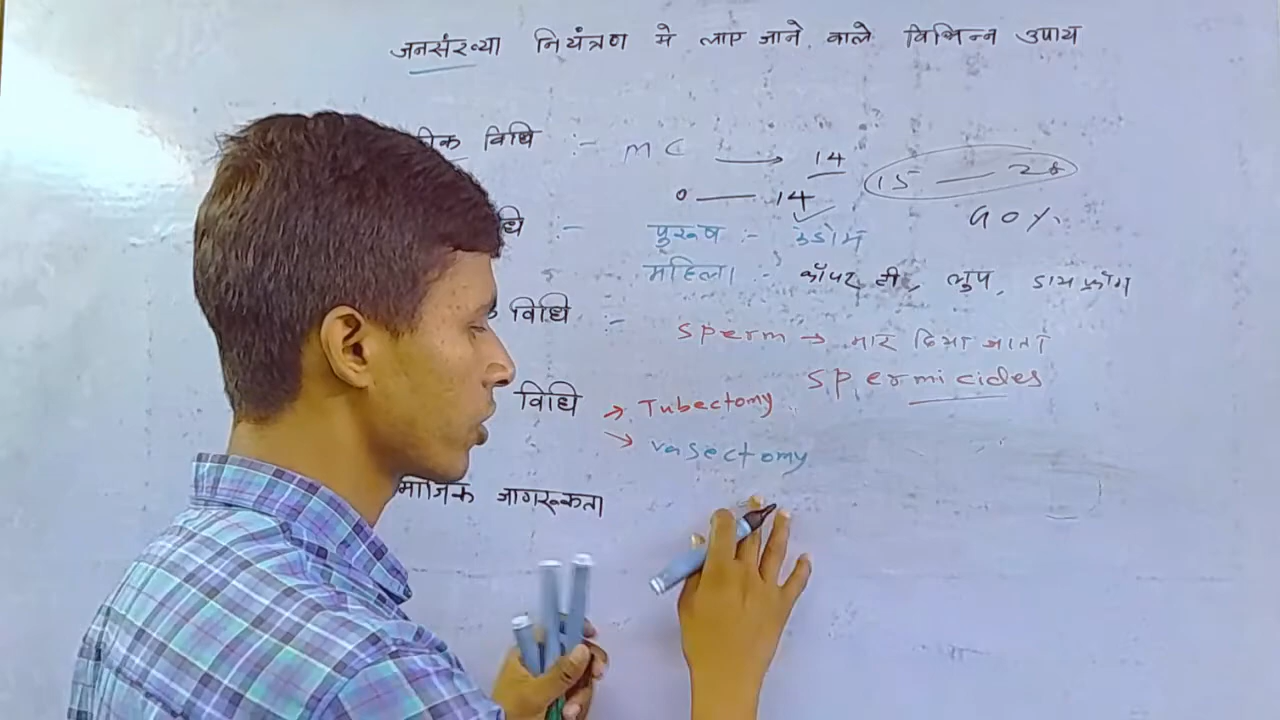 जनसंख्या नियंत्रण मे लाए जाने वाले विभिन्न उपाय
विधि :- MC → 14 15 — 28
0 — 14 90%
:- पुरुष :- कंडोम
महिला :- कॉपर टी, लुप, डायफ्रोम
विधि :-
sperm → मार दिया जाता
spermicides
विधि → Tubectomy
→ vasectomy
जागरूकता